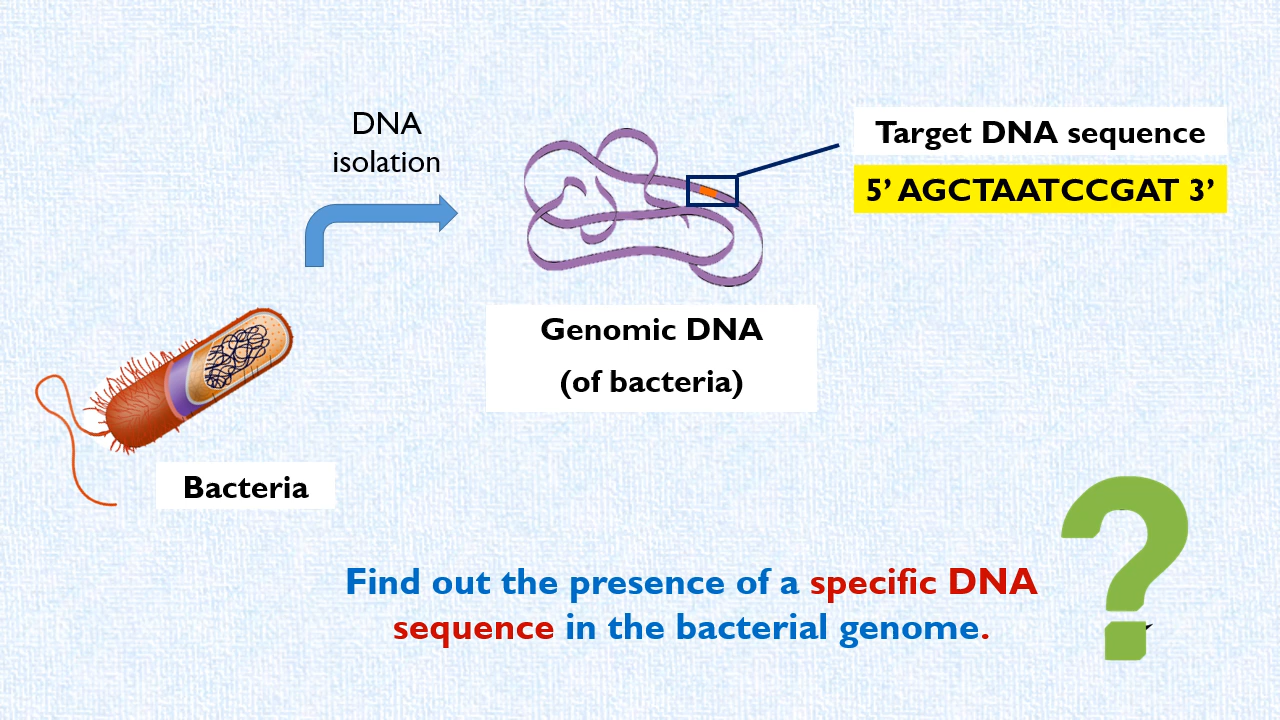 DNA
isolation
Target DNA sequence
5’ AGCTAATCCGAT 3’
Genomic DNA
(of bacteria)
Bacteria
Find out the presence of a specific DNA
sequence in the bacterial genome.
?